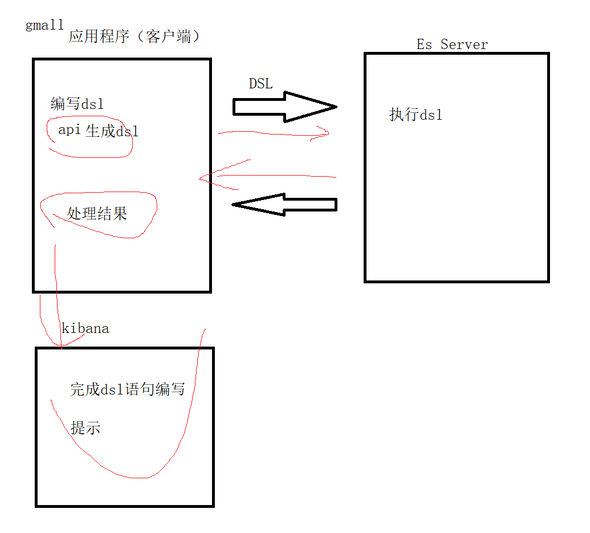 gmall
应用程序（客户端）
Es Server
DSL
编写dsl
api 生成dsl
执行dsl
处理结果
kibana
完成dsl语句编写
提示